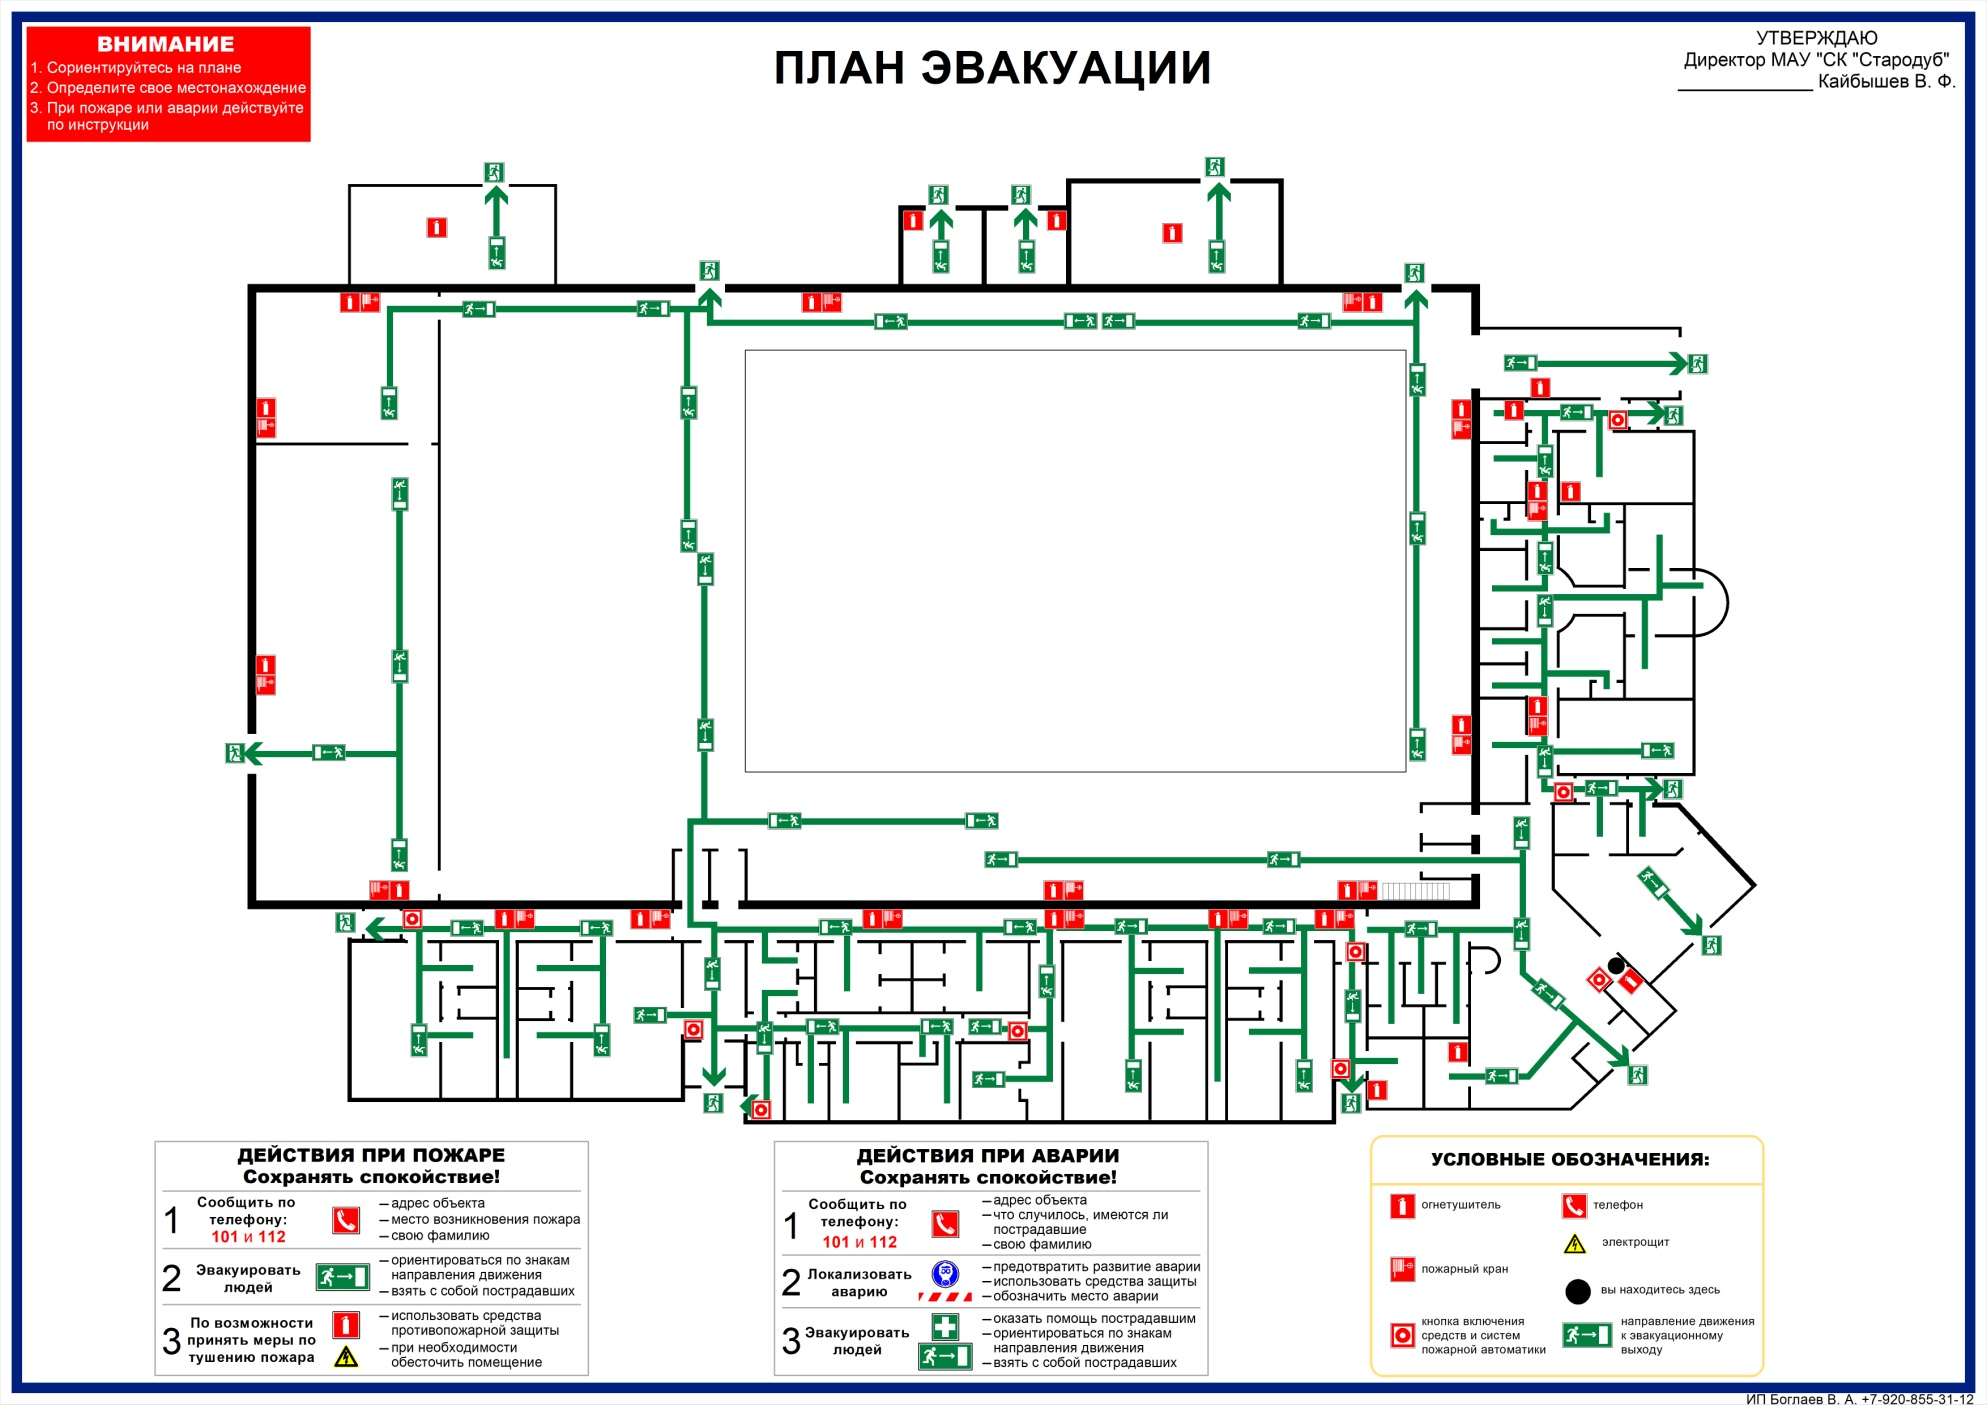 ВНИМАНИЕ
1. Сориентируйтесь на плане
2. Определите свое местонахождение
3. При пожаре или аварии действуйте
по инструкции
ПЛАН ЭВАКУАЦИИ
УТВЕРЖДАЮ
Директор МАУ "СК "Стародуб"
Кайбышев В. Ф.
ДЕЙСТВИЯ ПРИ ПОЖАРЕ
Сохранять спокойствие!
1
Сообщить по
телефону:
101 и 112
– адрес объекта
– место возникновения пожара
– свою фамилию
2
Эвакуировать
людей
– ориентироваться по знакам
направления движения
– взять с собой пострадавших
3
По возможности
принять меры по
тушению пожара
– использовать средства
противопожарной защиты
– при необходимости
обесточить помещение
ДЕЙСТВИЯ ПРИ АВАРИИ
Сохранять спокойствие!
1
Сообщить по
телефону:
101 и 112
– адрес объекта
– что случилось, имеются ли
пострадавшие
– свою фамилию
2
Локализовать
аварию
– предотвратить развитие аварии
– использовать средства защиты
– обозначить место аварии
3
Эвакуировать
людей
– оказать помощь пострадавшим
– ориентироваться по знакам
направления движения
– взять с собой пострадавших
УСЛОВНЫЕ ОБОЗНАЧЕНИЯ:
огнетушитель
телефон
электрощит
пожарный кран
вы находитесь здесь
кнопка включения
средств и систем
пожарной автоматики
направление движения
к эвакуационному
выходу
ИП Боглаев В. А. +7-920-855-31-12